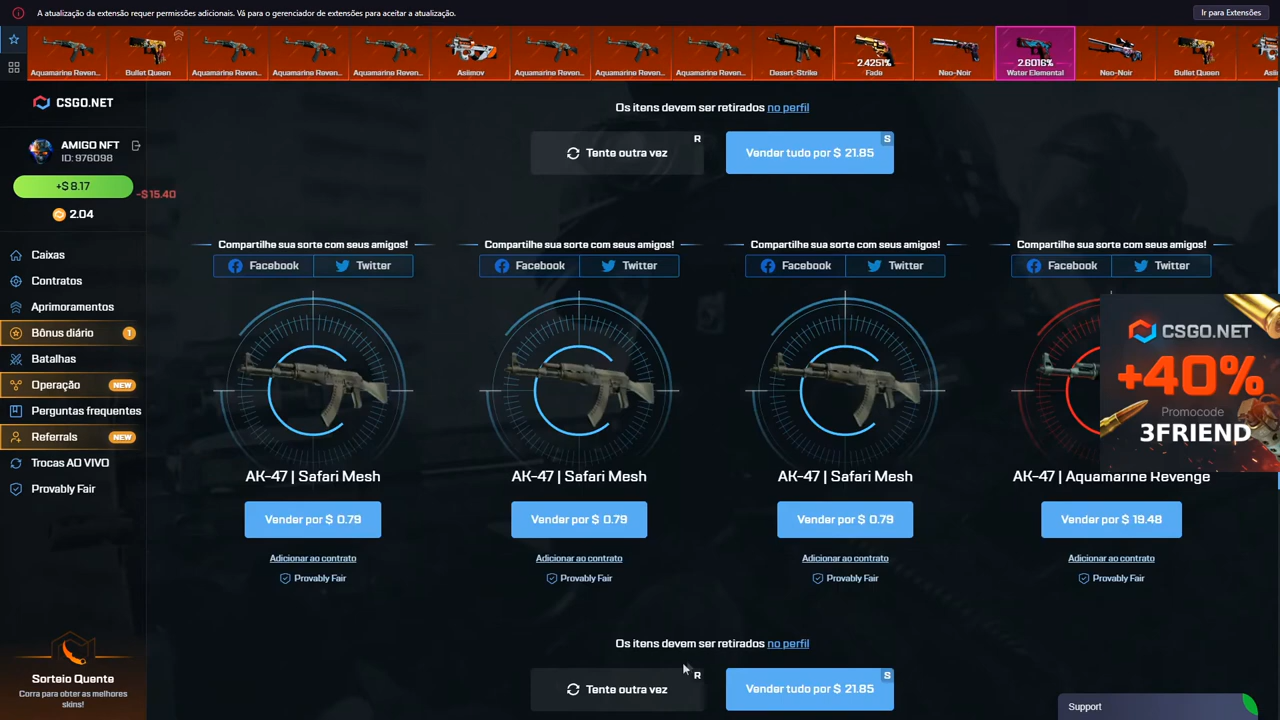 A atualização da extensão requer permissões adicionais. Vá para o gerenciador de extensões para aceitar a atualização.
Ir para Extensões
Aquamarine Reven...
Bullet Queen
Aquamarine Reven...
Aquamarine Reven...
Aquamarine Reven...
Asiimov
Aquamarine Reven...
Aquamarine Reven...
Aquamarine Reven...
Desert-Strike
2.4251%
Fade
Neo-Noir
2.6016%
Water Elemental
Neo-Noir
Bullet Queen
Asi
CSGO.NET
AMIGO NFT
ID: 976098
+$ 8.17
-$ 15.40
2.04
Caixas
Contratos
Aprimoramentos
Bônus diário
1
Batalhas
Operação
NEW
Perguntas frequentes
Referrals
NEW
Trocas AO VIVO
Provably Fair
Sorteio Quente
Corra para obter as melhores
skins!
Os itens devem ser retirados no perfil
Tente outra vez
R
Vender tudo por $ 21.85
S
Compartilhe sua sorte com seus amigos!
Facebook
Twitter
Compartilhe sua sorte com seus amigos!
Facebook
Twitter
Compartilhe sua sorte com seus amigos!
Facebook
Twitter
Compartilhe sua sorte com seus amigos!
Facebook
Twitter
AK-47 | Safari Mesh
AK-47 | Safari Mesh
AK-47 | Safari Mesh
AK-47 | Aquamarine Revenge
Vender por $ 0.79
Vender por $ 0.79
Vender por $ 0.79
Vender por $ 19.48
Adicionar ao contrato
Adicionar ao contrato
Adicionar ao contrato
Adicionar ao contrato
Provably Fair
Provably Fair
Provably Fair
Provably Fair
CSGO.NET
+40%
Promocode
3FRIEND
Os itens devem ser retirados no perfil
Tente outra vez
R
Vender tudo por $ 21.85
S
Support